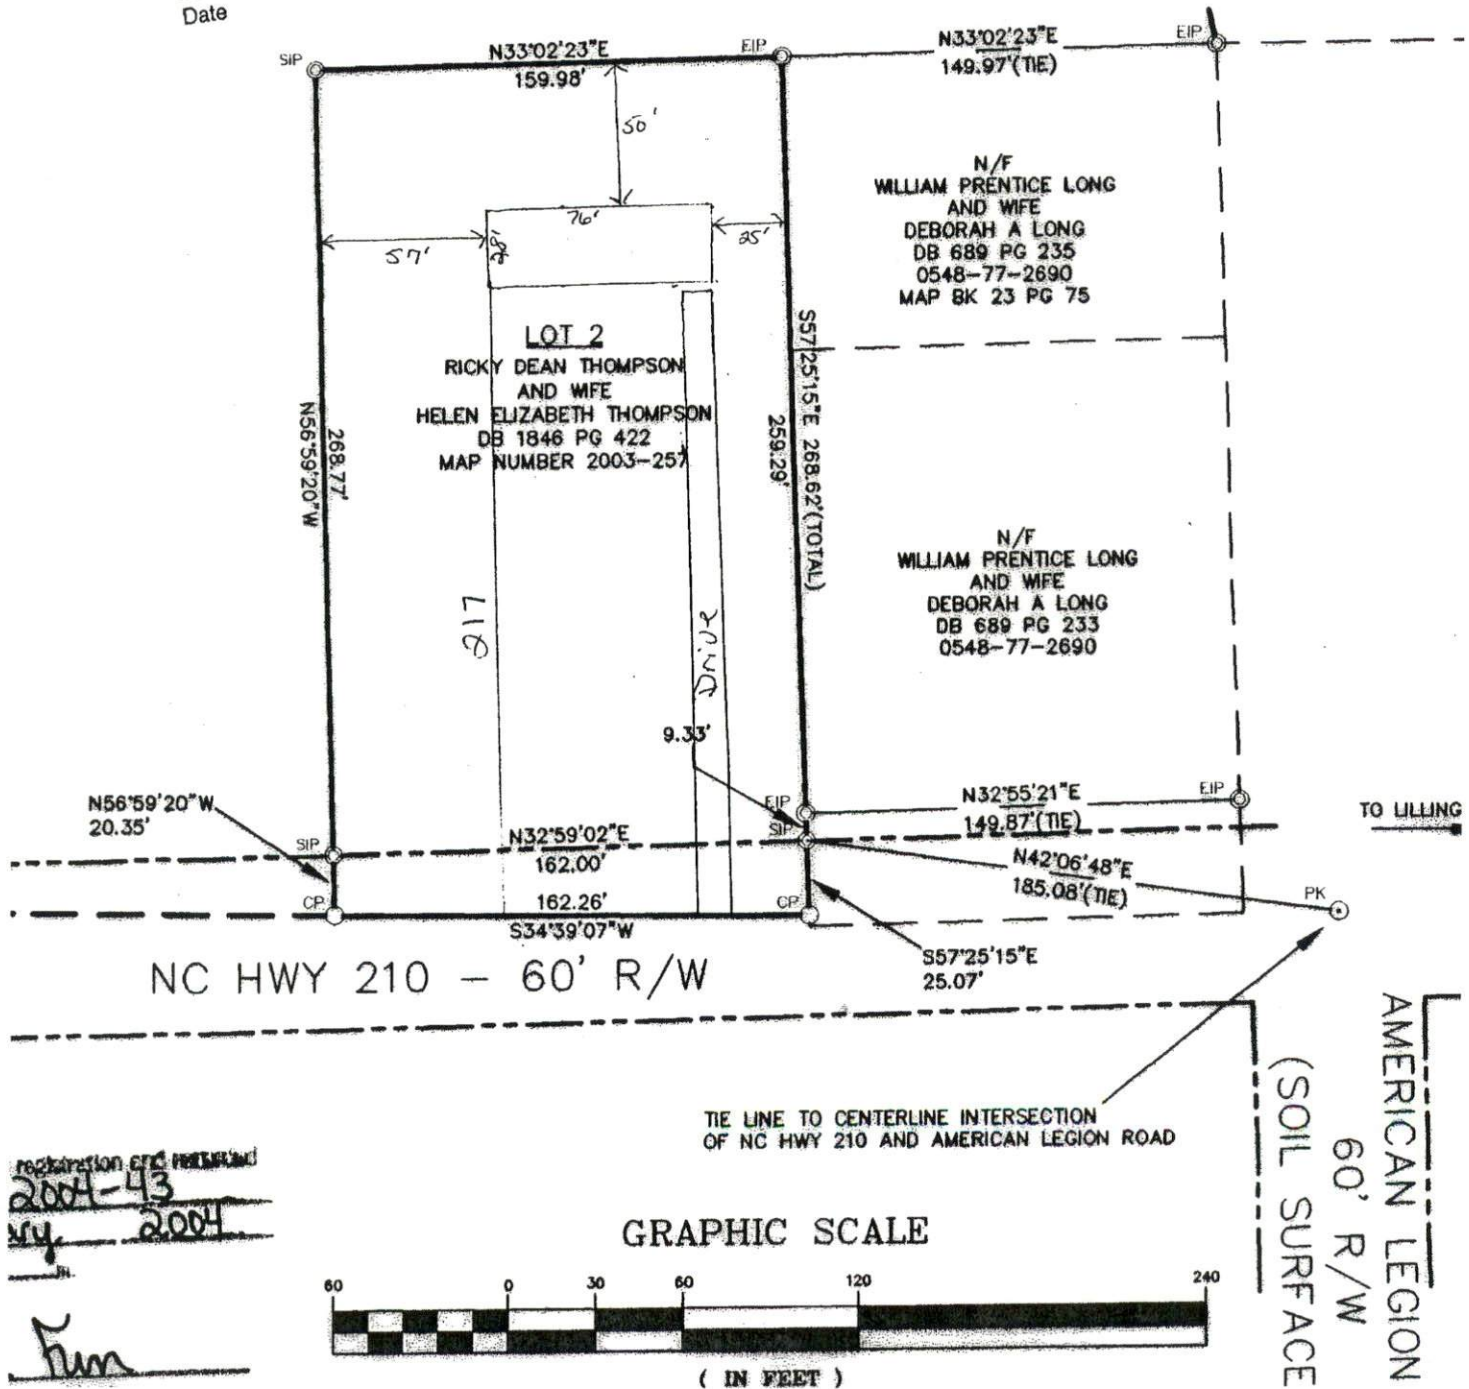 Date
SIP
N33°02'23"E
159.98'
EIP
N33°02'23"E
149.97'(TIE)
EIP
50'
76'
28'
57'
25'
N/F
WILLIAM PRENTICE LONG
AND WIFE
DEBORAH A LONG
DB 689 PG 235
0548-77-2690
MAP BK 23 PG 75
LOT 2
RICKY DEAN THOMPSON
AND WIFE
HELEN ELIZABETH THOMPSON
DB 1846 PG 422
MAP NUMBER 2003-257
268.77'
N56°59'20"W
S57°25'15"E 268.62'(TOTAL)
259.29'
N/F
WILLIAM PRENTICE LONG
AND WIFE
DEBORAH A LONG
DB 689 PG 233
0548-77-2690
217
Drive
9.33'
N56°59'20"W
20.35'
EIP
N32°55'21"E
149.87'(TIE)
EIP
TO LILLING
SIP
N32°59'02"E
162.00'
SIP
N42°06'48"E
185.08'(TIE)
PK
CP
162.26'
S34°39'07"W
CP
S57°25'15"E
25.07'
NC HWY 210 - 60' R/W
TIE LINE TO CENTERLINE INTERSECTION
OF NC HWY 210 AND AMERICAN LEGION ROAD
AMERICAN LEGION
60' R/W
(SOIL SURFACE
registration and
2004-43
2004
GRAPHIC SCALE
60 0 30 60 120 240
( IN FEET )